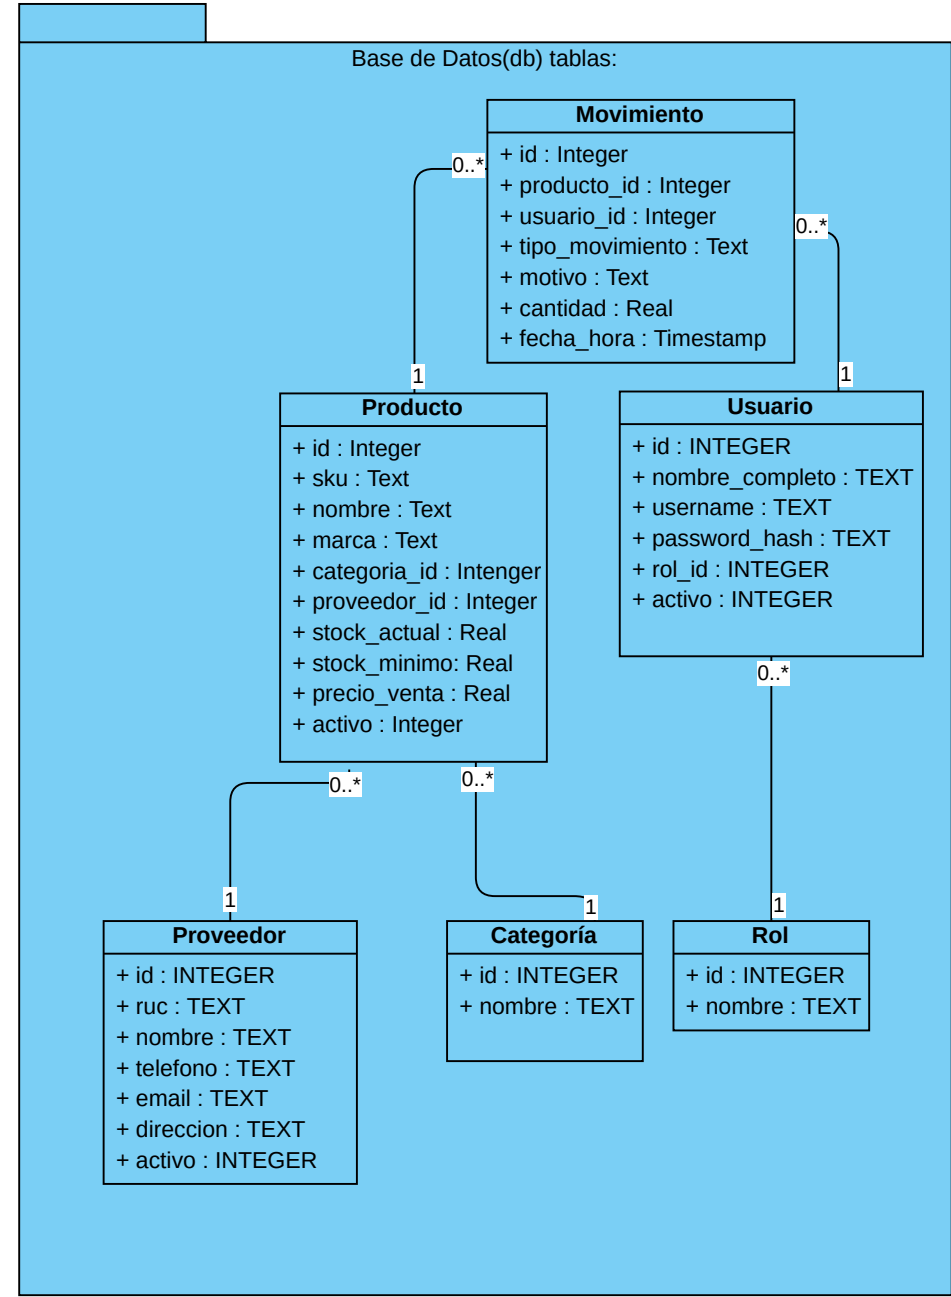 Base de Datos(db) tablas:
Movimiento
+ id : Integer
+ producto_id : Integer
+ usuario_id : Integer
+ tipo_movimiento : Text
+ motivo : Text
+ cantidad : Real
+ fecha_hora : Timestamp
0..*
0..*
1
1
Producto
+ id : Integer
+ sku : Text
+ nombre : Text
+ marca : Text
+ categoria_id : Intenger
+ proveedor_id : Integer
+ stock_actual : Real
+ stock_minimo: Real
+ precio_venta : Real
+ activo : Integer
Usuario
+ id : INTEGER
+ nombre_completo : TEXT
+ username : TEXT
+ password_hash : TEXT
+ rol_id : INTEGER
+ activo : INTEGER
0..*
0..*
0..*
1
1
1
Proveedor
+ id : INTEGER
+ ruc : TEXT
+ nombre : TEXT
+ telefono : TEXT
+ email : TEXT
+ direccion : TEXT
+ activo : INTEGER
Categoría
+ id : INTEGER
+ nombre : TEXT
Rol
+ id : INTEGER
+ nombre : TEXT